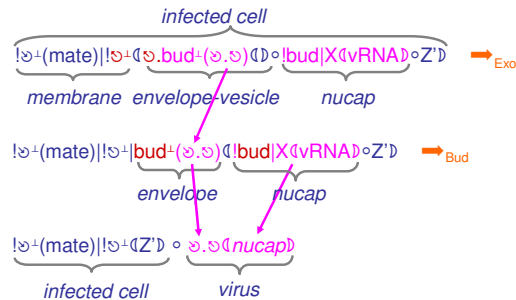 infected cell
!ఎ⊥(mate)|!ⅎ⊥⦇ⅎ.bud⊥(ఎ.ⅎ)⦇⦈∘!bud|X⦇vRNA⦈∘Z'⦈ ➡Exo
membrane envelope-vesicle nucap
!ఎ⊥(mate)|!ⅎ⊥|bud⊥(ఎ.ⅎ)⦇!bud|X⦇vRNA⦈∘Z'⦈ ➡Bud
envelope nucap
!ఎ⊥(mate)|!ⅎ⊥⦇Z'⦈ ∘ ఎ.ⅎ⦇nucap⦈
infected cell virus